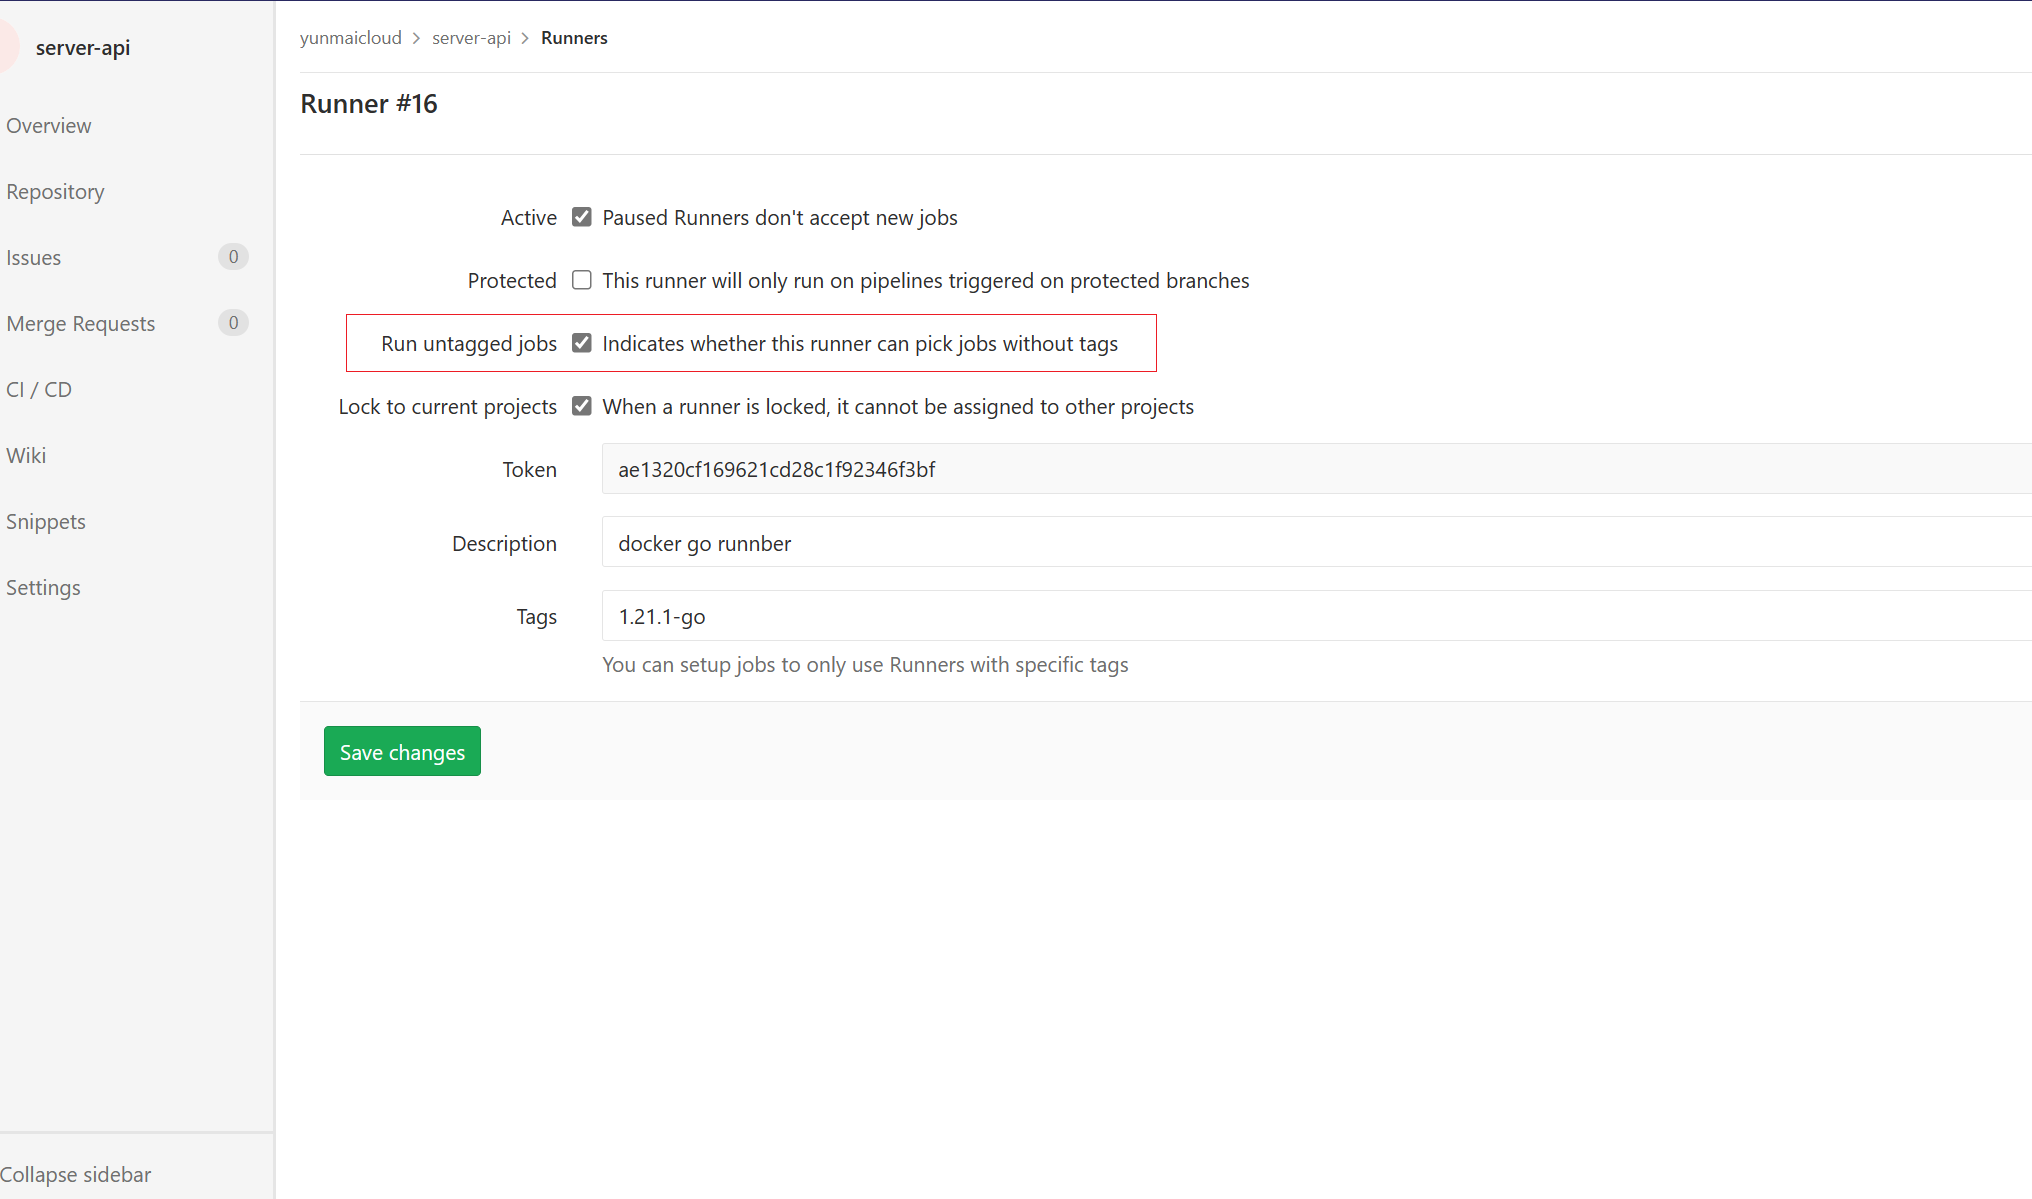 server-api
Overview
Repository
Issues 0
Merge Requests 0
CI / CD
Wiki
Snippets
Settings
Collapse sidebar
yunmaicloud > server-api > Runners
Runner #16
Active Paused Runners don't accept new jobs
Protected This runner will only run on pipelines triggered on protected branches
Run untagged jobs Indicates whether this runner can pick jobs without tags
Lock to current projects When a runner is locked, it cannot be assigned to other projects
Token ae1320cf169621cd28c1f92346f3bf
Description docker go runnber
Tags 1.21.1-go
You can setup jobs to only use Runners with specific tags
Save changes